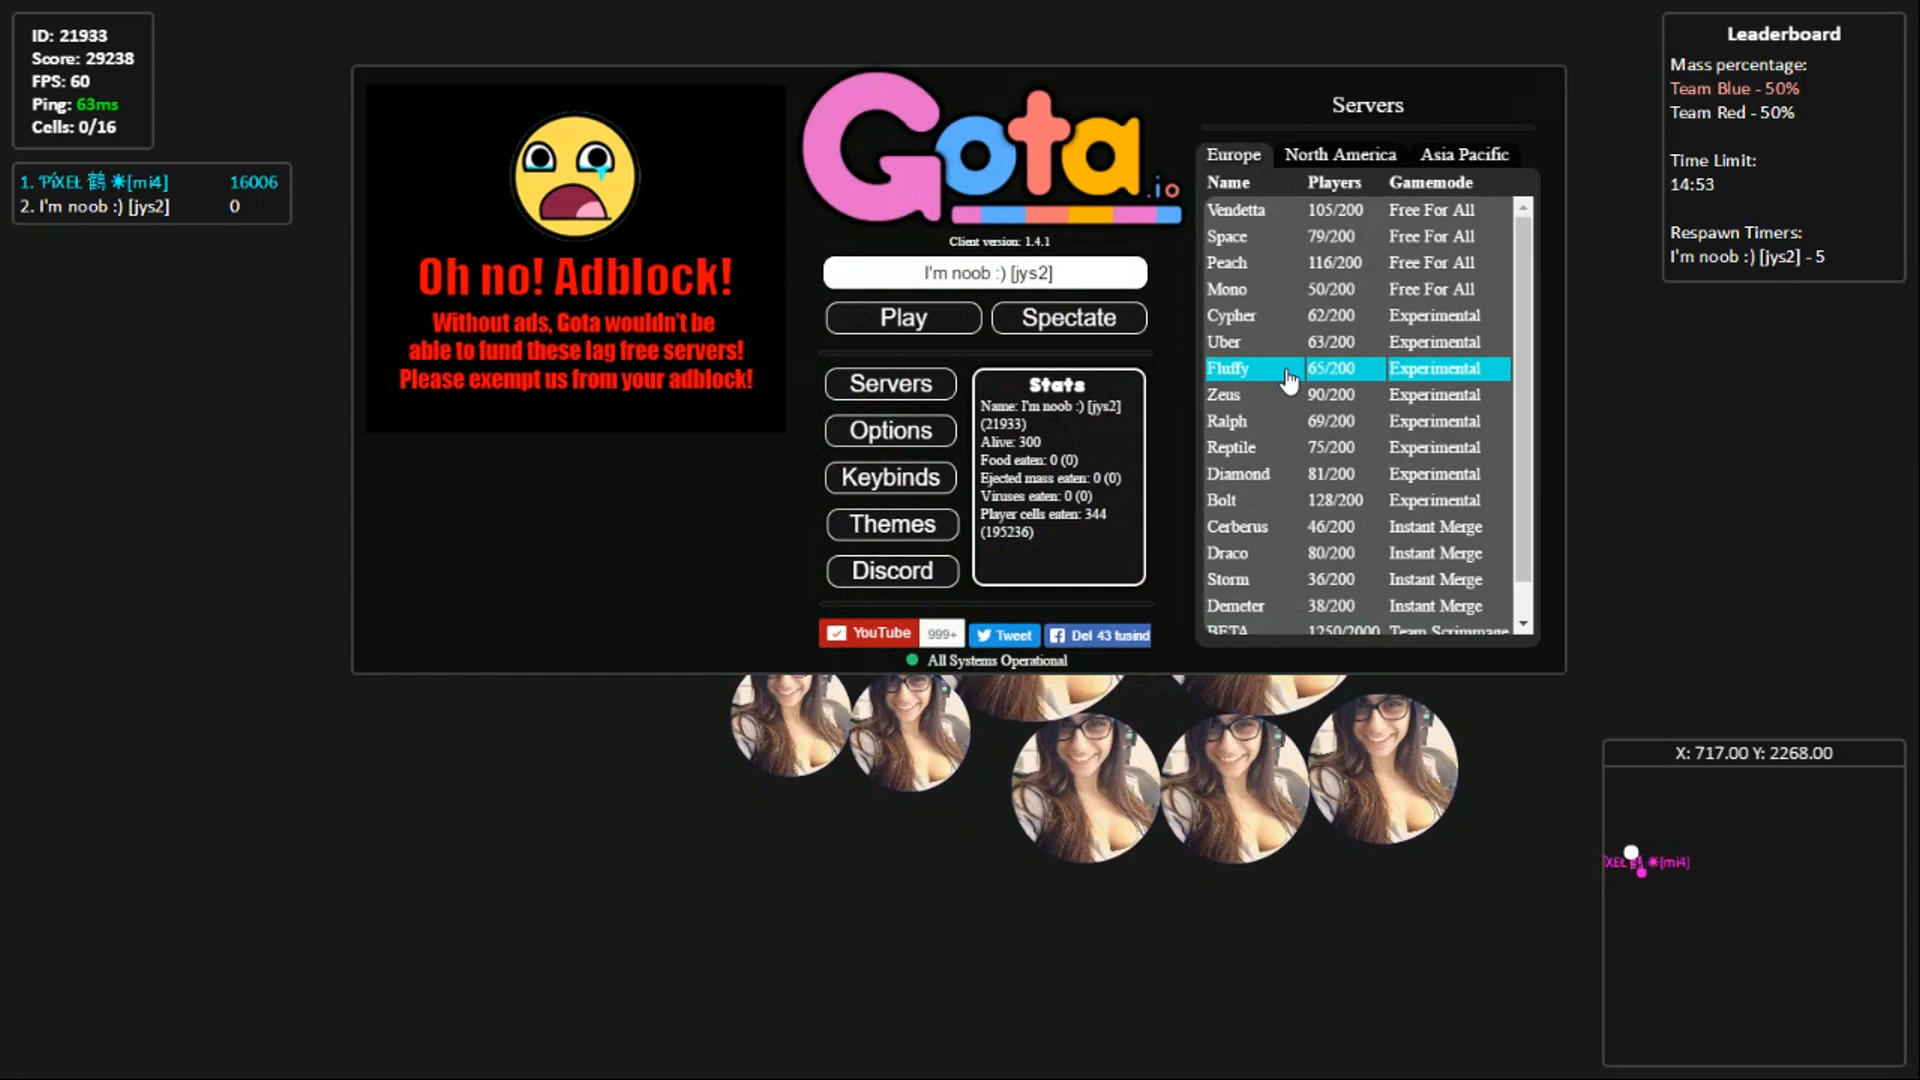 ID: 21933
Score: 29238
FPS: 60
Ping: 63ms
Cells: 0/16
1. 鶴 ☀[mi4] 16006
2. I'm noob :) [jys2] 0
Oh no! Adblock!
Without ads, Gota wouldn't be
able to fund these lag free servers!
Please exempt us from your adblock!
Gota.io
Client version: 1.4.1
I'm noob :) [jys2]
Play Spectate
Servers
Options
Keybinds
Themes
Discord
Stats
Name: I'm noob :) [jys2]
(21933)
Alive: 300
Food eaten: 0 (0)
Ejected mass eaten: 0 (0)
Viruses eaten: 0 (0)
Player cells eaten: 344
(195236)
YouTube 999+ Tweet Del 43 tusind
All Systems Operational
Servers
Europe North America Asia Pacific
Name Players Gamemode
Vendetta 105/200 Free For All
Space 79/200 Free For All
Peach 116/200 Free For All
Mono 50/200 Free For All
Cypher 62/200 Experimental
Uber 63/200 Experimental
Fluffy 65/200 Experimental
Zeus 90/200 Experimental
Ralph 69/200 Experimental
Reptile 75/200 Experimental
Diamond 81/200 Experimental
Bolt 128/200 Experimental
Cerberus 46/200 Instant Merge
Draco 80/200 Instant Merge
Storm 36/200 Instant Merge
Demeter 38/200 Instant Merge
BETA 1250/2000 Team Scrimmage
Leaderboard
Mass percentage:
Team Blue - 50%
Team Red - 50%
Time Limit:
14:53
Respawn Timers:
I'm noob :) [jys2] - 5
X: 717.00 Y: 2268.00
☀[mi4]